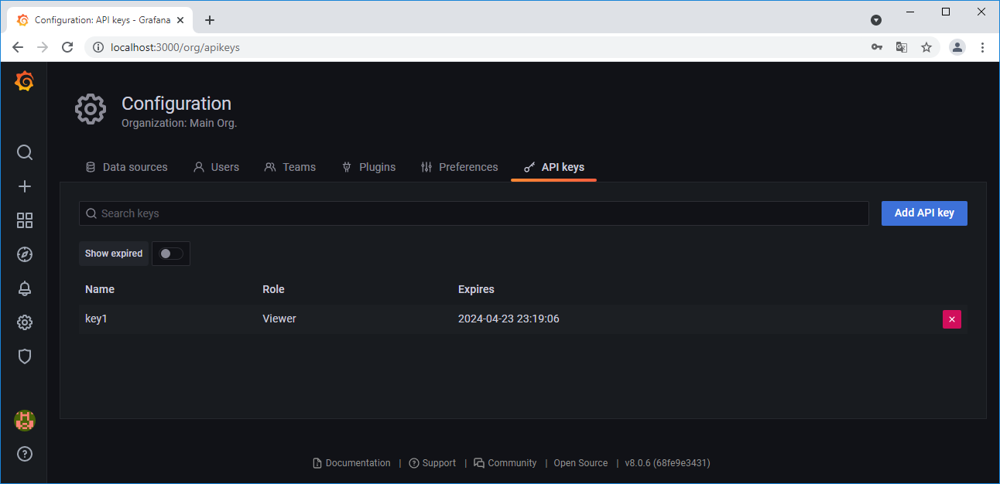 Configuration: API keys - Grafana
localhost:3000/org/apikeys
Configuration
Organization: Main Org.
Data sources Users Teams Plugins Preferences API keys
Search keys Add API key
Show expired
Name Role Expires
key1 Viewer 2024-04-23 23:19:06
Documentation | Support | Community | Open Source | v8.0.6 (68fe9e3431)